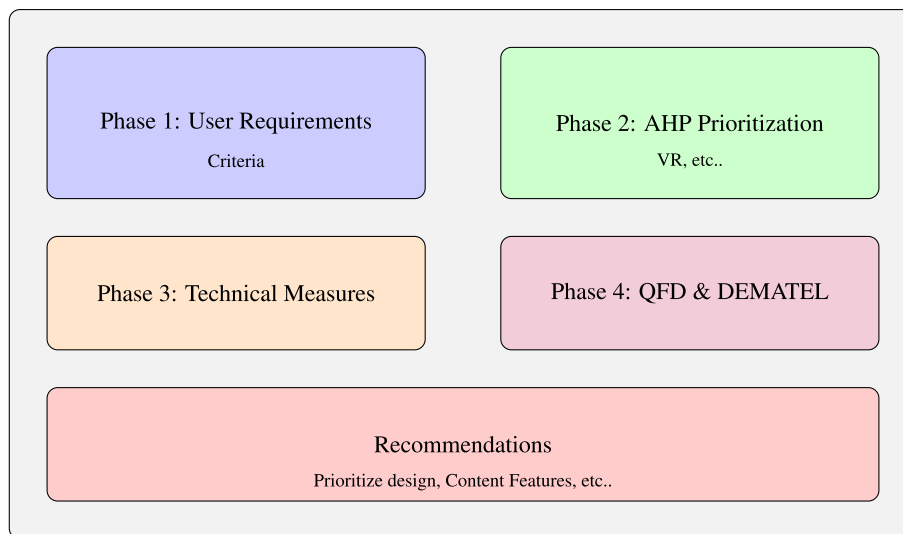 Phase 1: User Requirements
Criteria
Phase 2: AHP Prioritization
VR, etc..
Phase 3: Technical Measures
Phase 4: QFD & DEMATEL
Recommendations
Prioritize design, Content Features, etc..